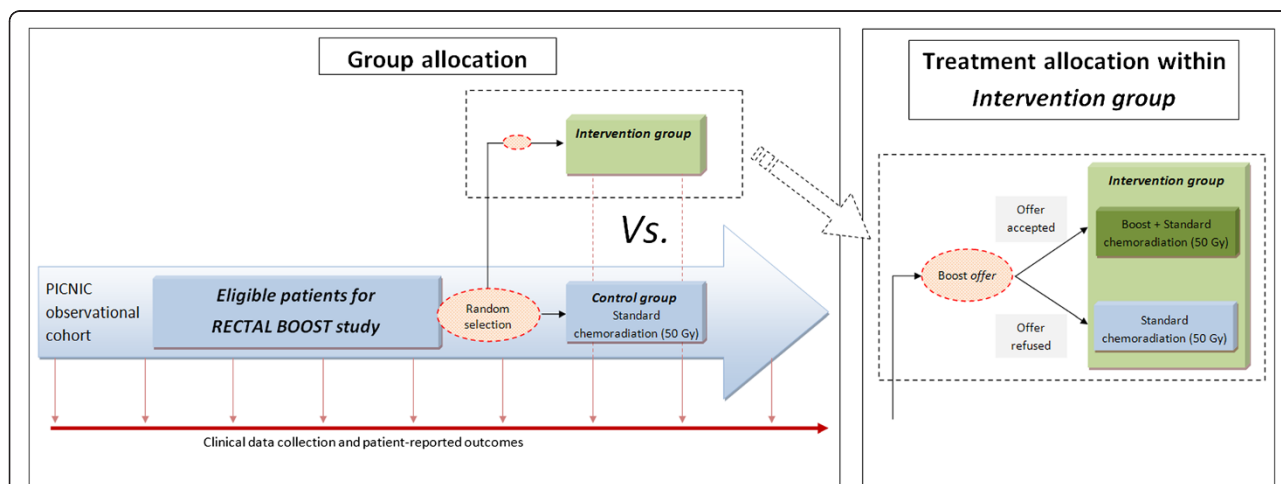 Group allocation
Intervention group
Vs.
PICNIC
observational
cohort
Eligible patients for
RECTAL BOOST study
Random
selection
Control group
Standard
chemoradiation (50 Gy)
Clinical data collection and patient-reported outcomes
Treatment allocation within
Intervention group
Intervention group
Offer
accepted
Boost + Standard
chemoradiation (50 Gy)
Boost offer
Offer
refused
Standard
chemoradiation (50 Gy)